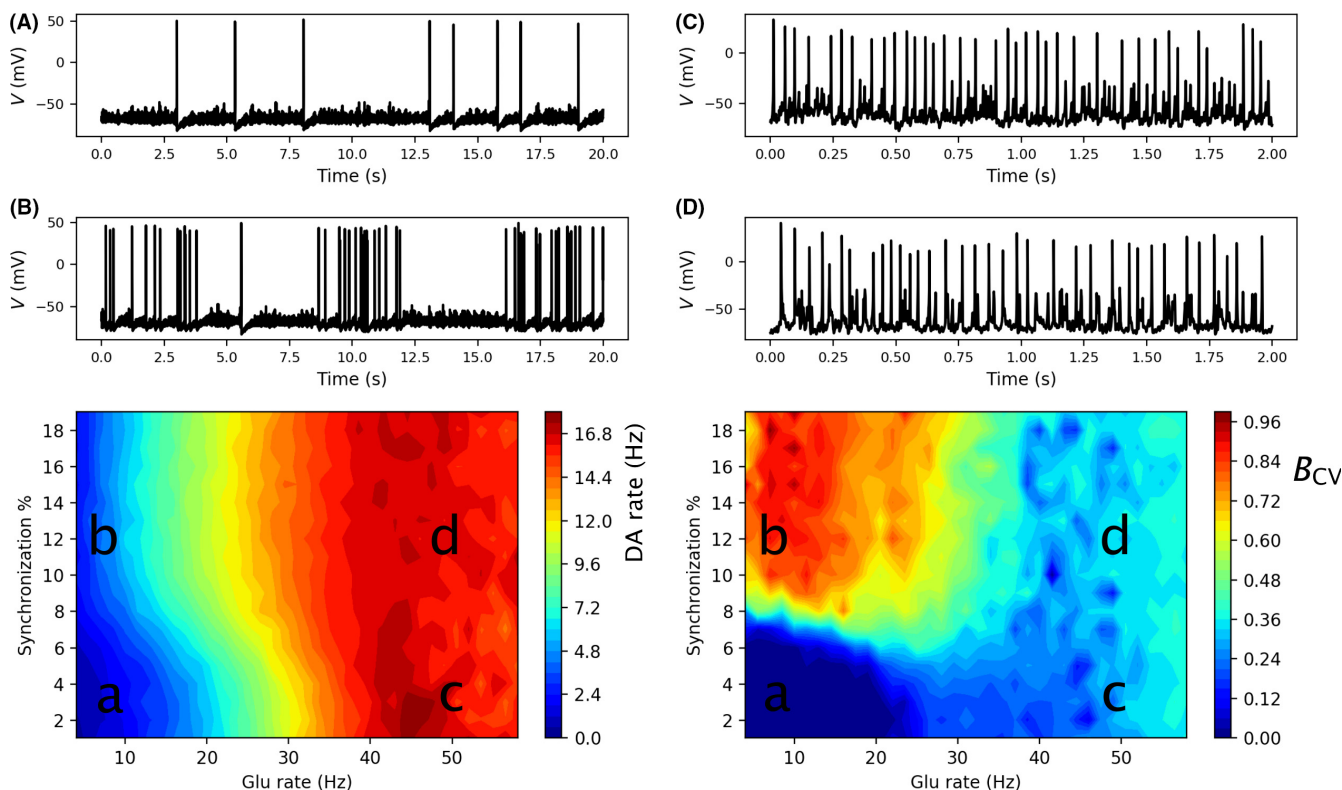 (A)
V (mV)
50
0
−50
0.0 2.5 5.0 7.5 10.0 12.5 15.0 17.5 20.0
Time (s)
(C)
V (mV)
0
−50
0.00 0.25 0.50 0.75 1.00 1.25 1.50 1.75 2.00
Time (s)
(B)
V (mV)
50
0
−50
0.0 2.5 5.0 7.5 10.0 12.5 15.0 17.5 20.0
Time (s)
(D)
V (mV)
0
−50
0.00 0.25 0.50 0.75 1.00 1.25 1.50 1.75 2.00
Time (s)
Synchronization %
18
16
14
12
10
8
6
4
2
b
d
a
c
10 20 30 40 50
Glu rate (Hz)
16.8
14.4
12.0
9.6
7.2
4.8
2.4
0.0
DA rate (Hz)
Synchronization %
18
16
14
12
10
8
6
4
2
b
d
a
c
10 20 30 40 50
Glu rate (Hz)
0.96
0.84
0.72
0.60
0.48
0.36
0.24
0.12
0.00
BCV